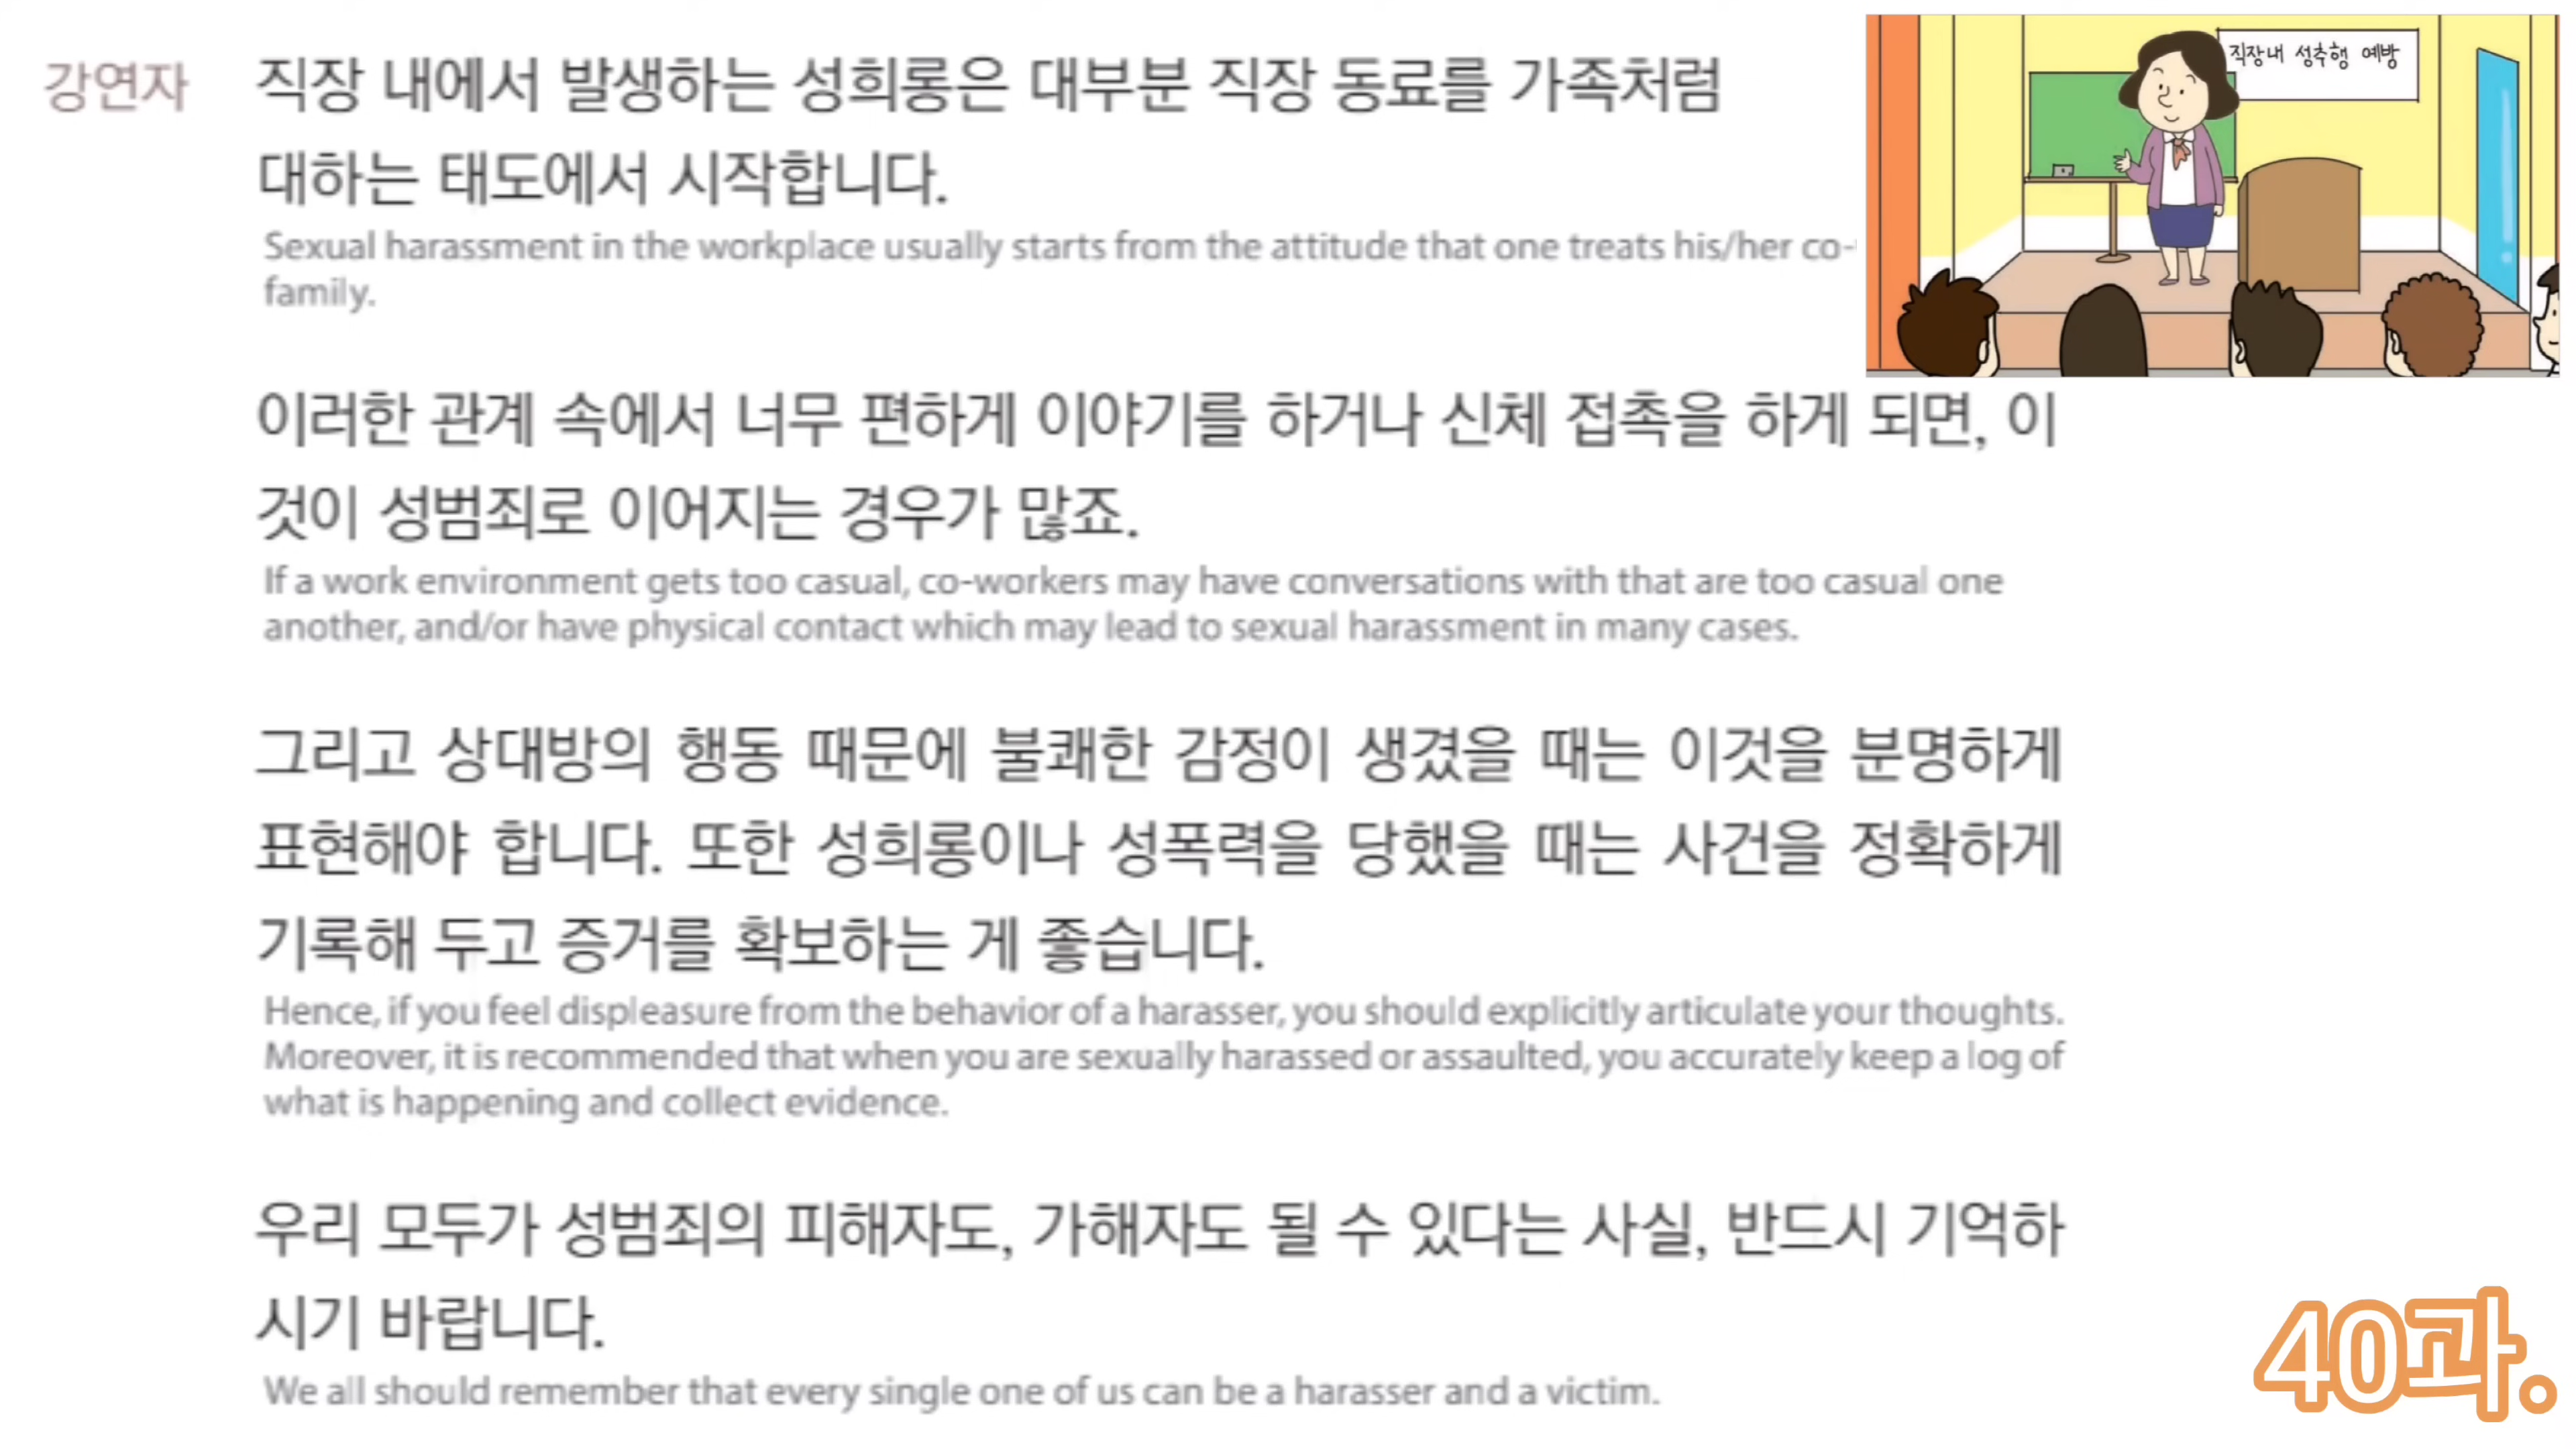 강연자
직장 내에서 발생하는 성희롱은 대부분 직장 동료를 가족처럼
대하는 태도에서 시작합니다.
Sexual harassment in the workplace usually starts from the attitude that one treats his/her co-
family.
직장내 성추행 예방
이러한 관계 속에서 너무 편하게 이야기를 하거나 신체 접촉을 하게 되면, 이
것이 성범죄로 이어지는 경우가 많죠.
If a work environment gets too casual, co-workers may have conversations with that are too casual one
another, and/or have physical contact which may lead to sexual harassment in many cases.
그리고 상대방의 행동 때문에 불쾌한 감정이 생겼을 때는 이것을 분명하게
표현해야 합니다. 또한 성희롱이나 성폭력을 당했을 때는 사건을 정확하게
기록해 두고 증거를 확보하는 게 좋습니다.
Hence, if you feel displeasure from the behavior of a harasser, you should explicitly articulate your thoughts.
Moreover, it is recommended that when you are sexually harassed or assaulted, you accurately keep a log of
what is happening and collect evidence.
우리 모두가 성범죄의 피해자도, 가해자도 될 수 있다는 사실, 반드시 기억하
시기 바랍니다.
We all should remember that every single one of us can be a harasser and a victim.
40과.